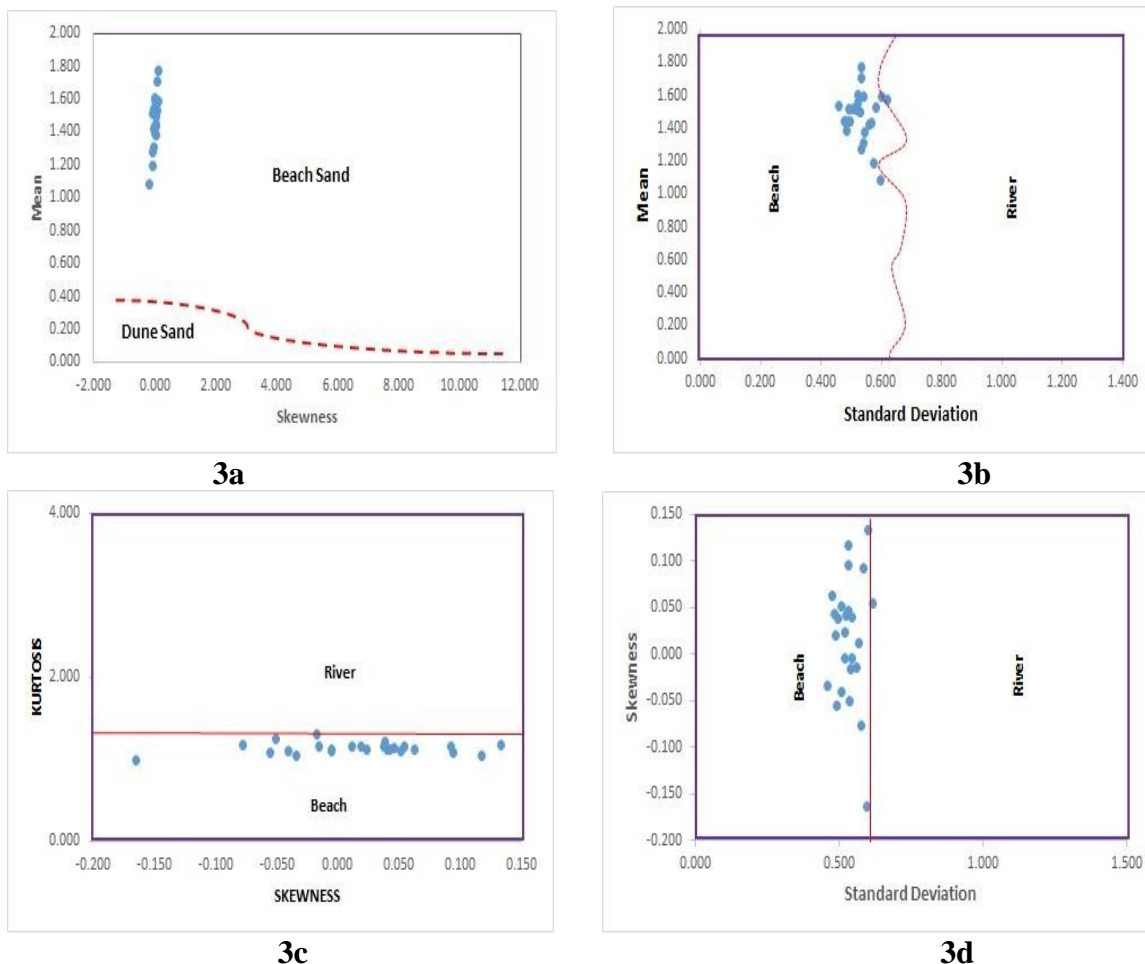 2.000
1.800
1.600
1.400
1.200
1.000
0.800
0.600
0.400
0.200
0.000
Mean
Beach Sand
Dune Sand
-2.000 0.000 2.000 4.000 6.000 8.000 10.000 12.000
Skewness
3a
2.000
1.800
1.600
1.400
1.200
1.000
0.800
0.600
0.400
0.200
0.000
Mean
Beach
River
0.000 0.200 0.400 0.600 0.800 1.000 1.200 1.400
Standard Deviation
3b
4.000
2.000
0.000
KURTOSIS
River
Beach
-0.200 -0.150 -0.100 -0.050 0.000 0.050 0.100 0.150
SKEWNESS
3c
0.150
0.100
0.050
0.000
-0.050
-0.100
-0.150
-0.200
Skewness
Beach
River
0.000 0.500 1.000 1.500
Standard Deviation
3d